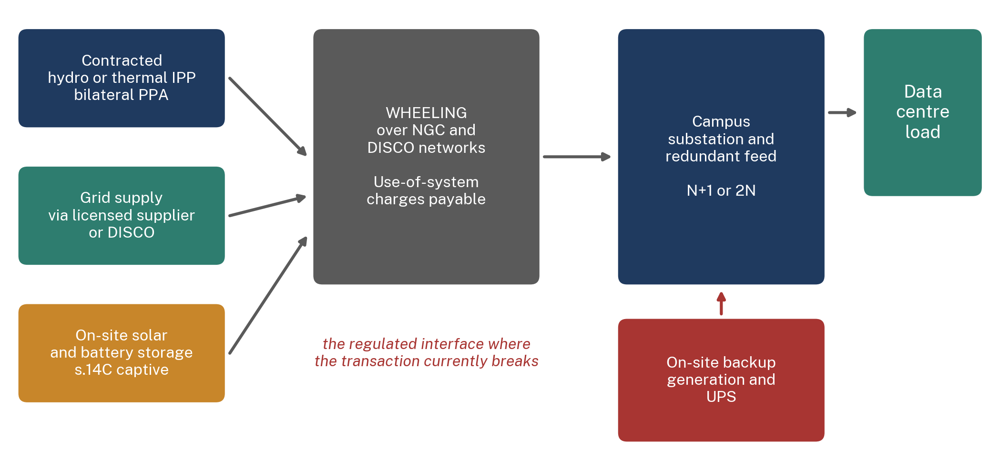 Contracted
hydro or thermal IPP
bilateral PPA
Grid supply
via licensed supplier
or DISCO
On-site solar
and battery storage
s.14C captive
WHEELING
over NGC and
DISCO networks
Use-of-system
charges payable
the regulated interface where
the transaction currently breaks
Campus
substation and
redundant feed
N+1 or 2N
On-site backup
generation and
UPS
Data
centre
load